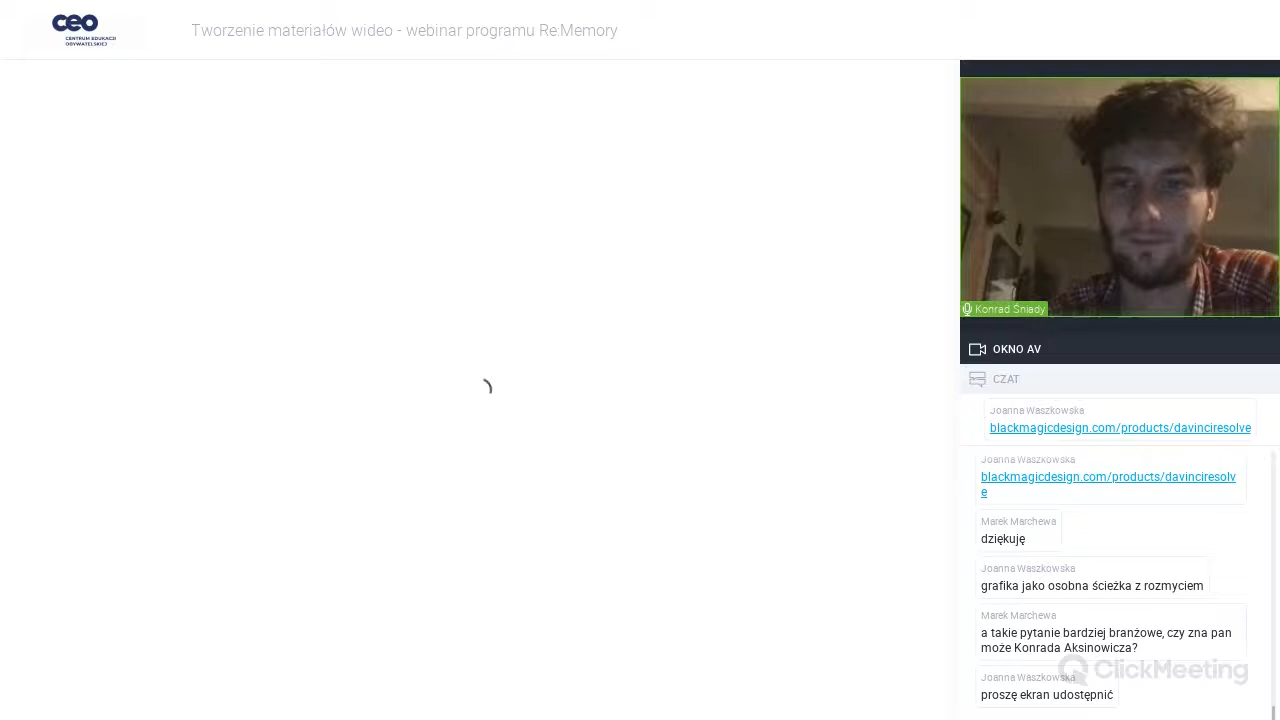 ceo
CENTRUM EDUKACJI
OBYWATELSKIEJ
Tworzenie materiałów wideo - webinar programu Re:Memory
Konrad Śniady
OKNO AV
CZAT
Joanna Waszkowska
blackmagicdesign.com/products/davinciresolve
Joanna Waszkowska
blackmagicdesign.com/products/davinciresolv
e
Marek Marchewa
dziękuję
Joanna Waszkowska
grafika jako osobna ścieżka z rozmyciem
Marek Marchewa
a takie pytanie bardziej branżowe, czy zna pan
może Konrada Aksinowicza?
ClickMeeting
Joanna Waszkowska
proszę ekran udostępnić